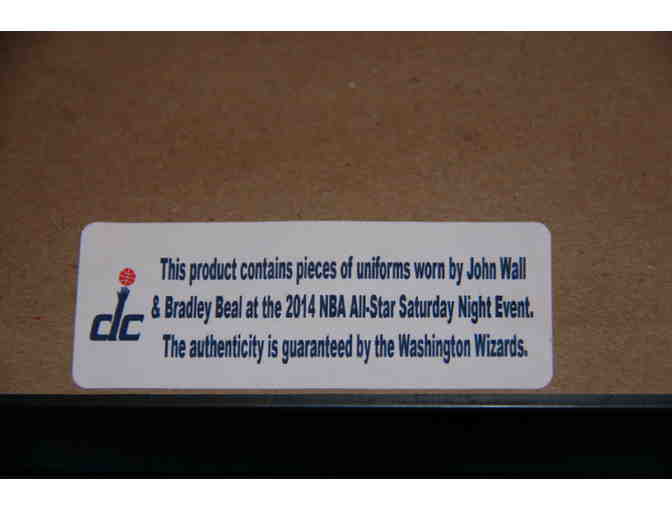 This product contains pieces of uniforms worn by John Wall
& Bradley Beal at the 2014 NBA All-Star Saturday Night Event.
The authenticity is guaranteed by the Washington Wizards.
dc